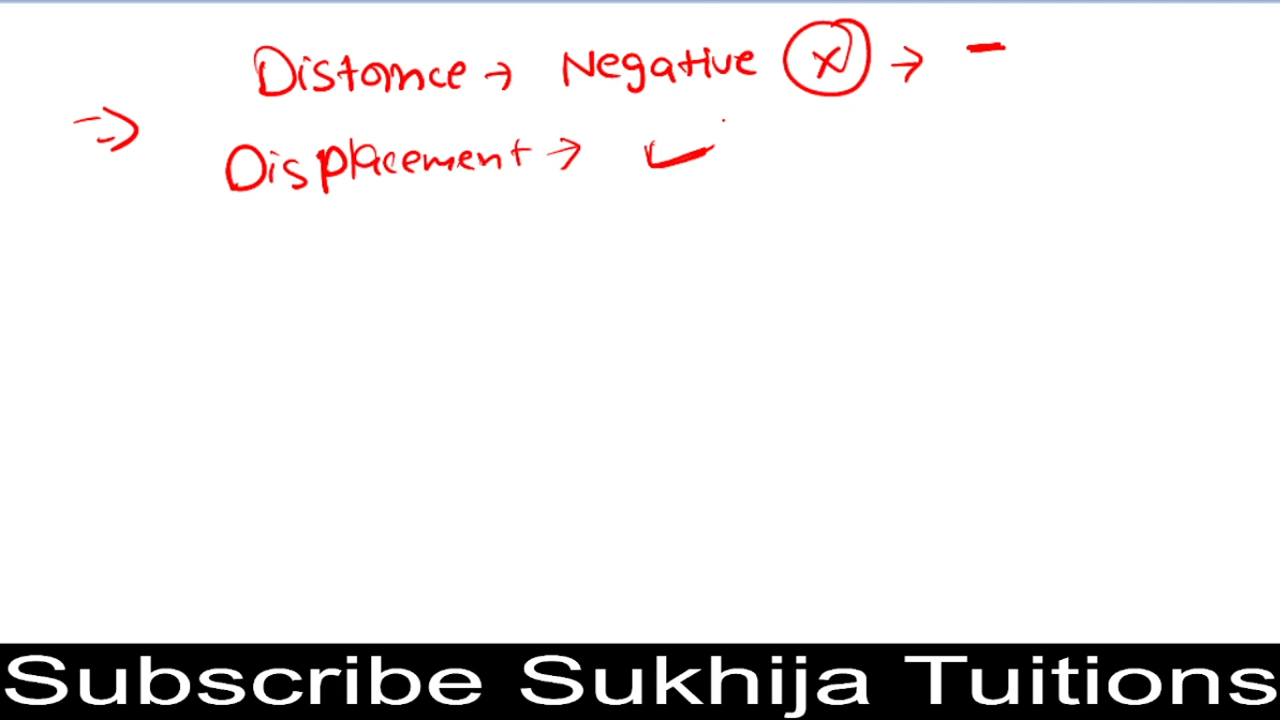 Distance → Negative (x) → -
⇒
Displacement → ✓
Subscribe Sukhija Tuitions